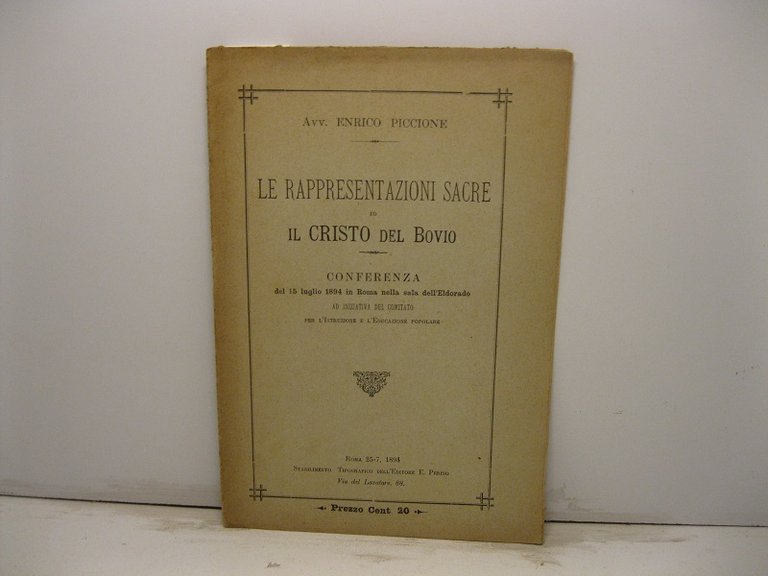 Avv. ENRICO PICCIONE
LE RAPPRESENTAZIONI SACRE
ED
IL CRISTO DEL BOVIO
CONFERENZA
del 15 luglio 1894 in Roma nella sala dell'Eldorado
AD INIZIATIVA DEL COMITATO
PER L'ISTRUZIONE E L'EDUCAZIONE POPOLARE
ROMA 25-7, 1894
STABILIMENTO TIPOGRAFICO DELL'EDITORE E.
Via del Lavatore, 68.
Prezzo Cent 20